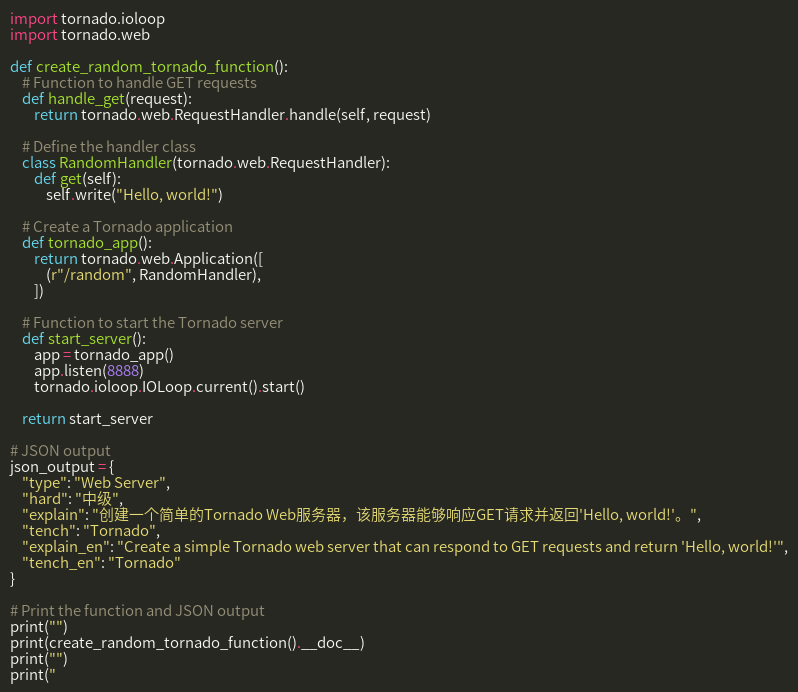 import tornado.ioloop
import tornado.web

def create_random_tornado_function():
    # Function to handle GET requests
    def handle_get(request):
        return tornado.web.RequestHandler.handle(self, request)

    # Define the handler class
    class RandomHandler(tornado.web.RequestHandler):
        def get(self):
            self.write("Hello, world!")

    # Create a Tornado application
    def tornado_app():
        return tornado.web.Application([
            (r"/random", RandomHandler),
        ])

    # Function to start the Tornado server
    def start_server():
        app = tornado_app()
        app.listen(8888)
        tornado.ioloop.IOLoop.current().start()

    return start_server

# JSON output
json_output = {
    "type": "Web Server",
    "hard": "中级",
    "explain": "创建一个简单的Tornado Web服务器，该服务器能够响应GET请求并返回'Hello, world!'。",
    "tench": "Tornado",
    "explain_en": "Create a simple Tornado web server that can respond to GET requests and return 'Hello, world!'",
    "tench_en": "Tornado"
}

# Print the function and JSON output
print("")
print(create_random_tornado_function().__doc__)
print("")
print("